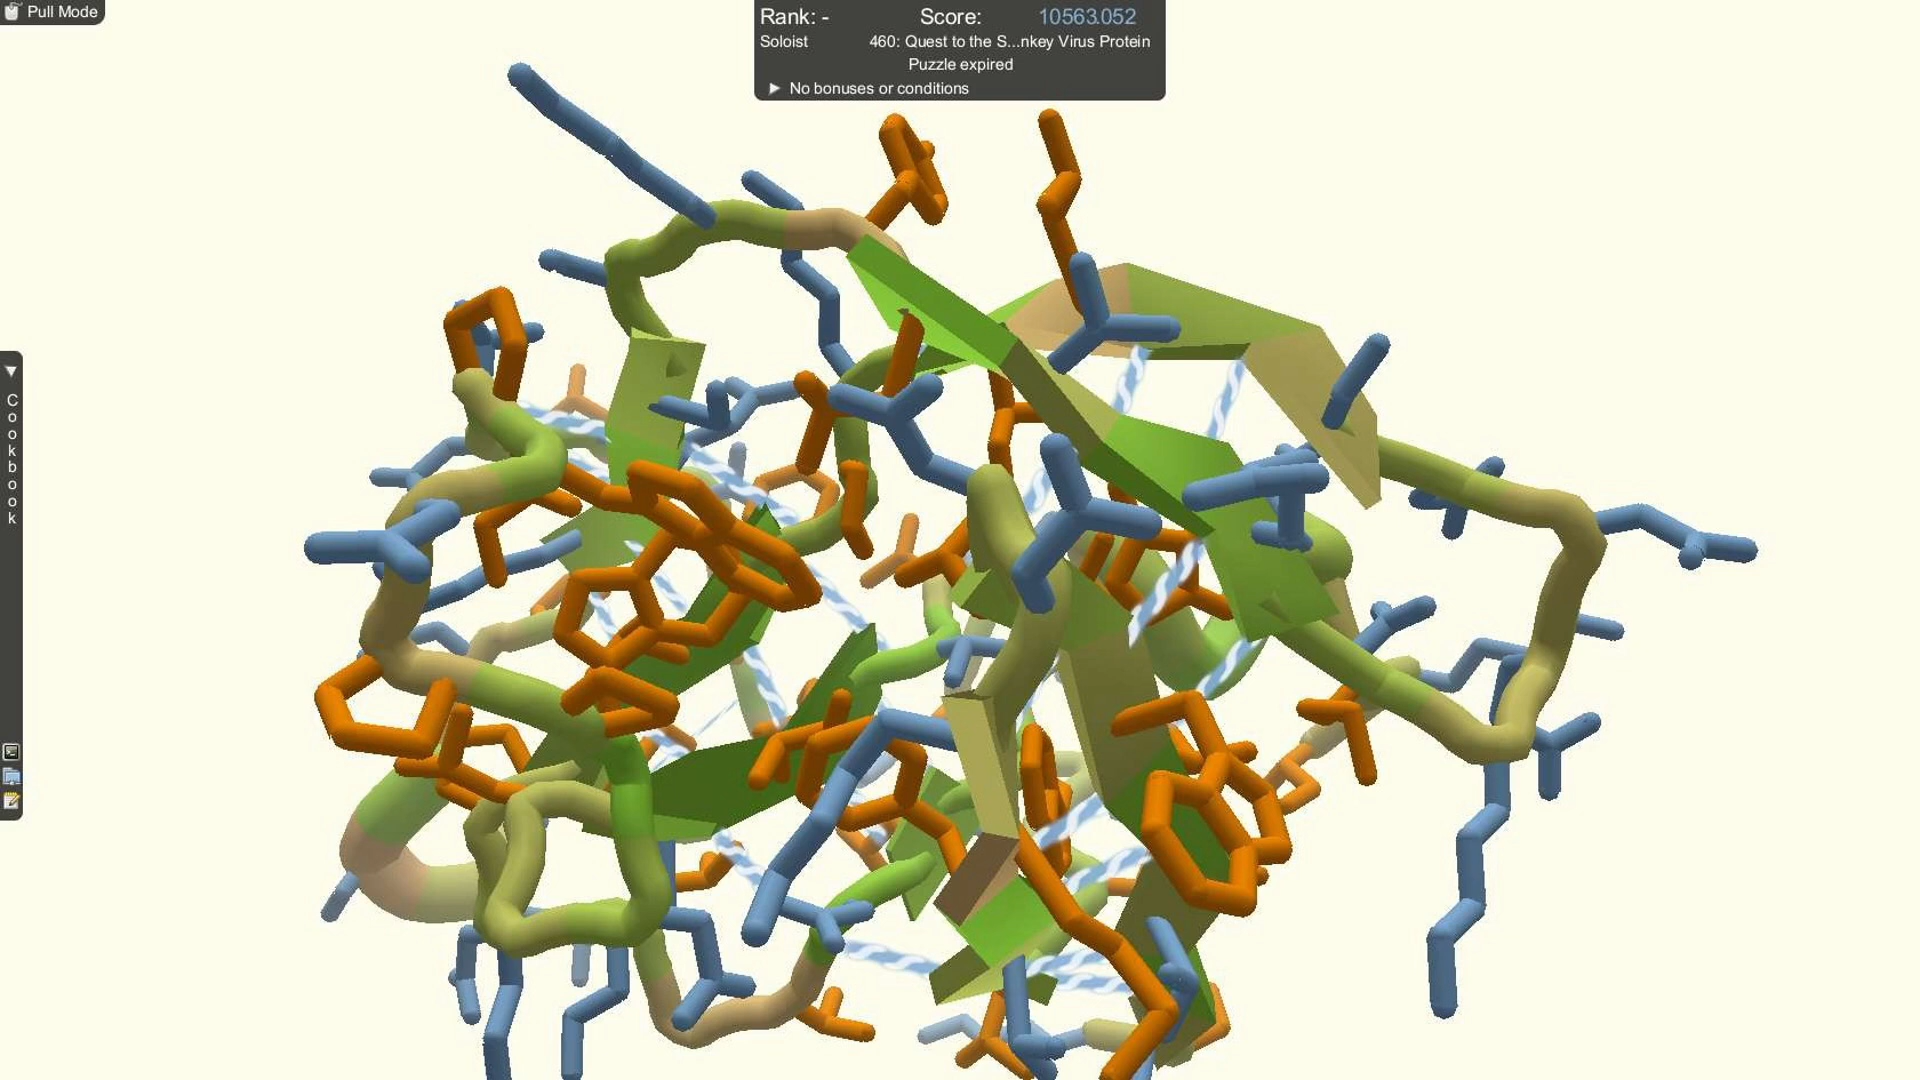 Pull Mode
Rank: - Score: 10563.052
Soloist 460: Quest to the S...nkey Virus Protein
Puzzle expired
No bonuses or conditions
Cookbook